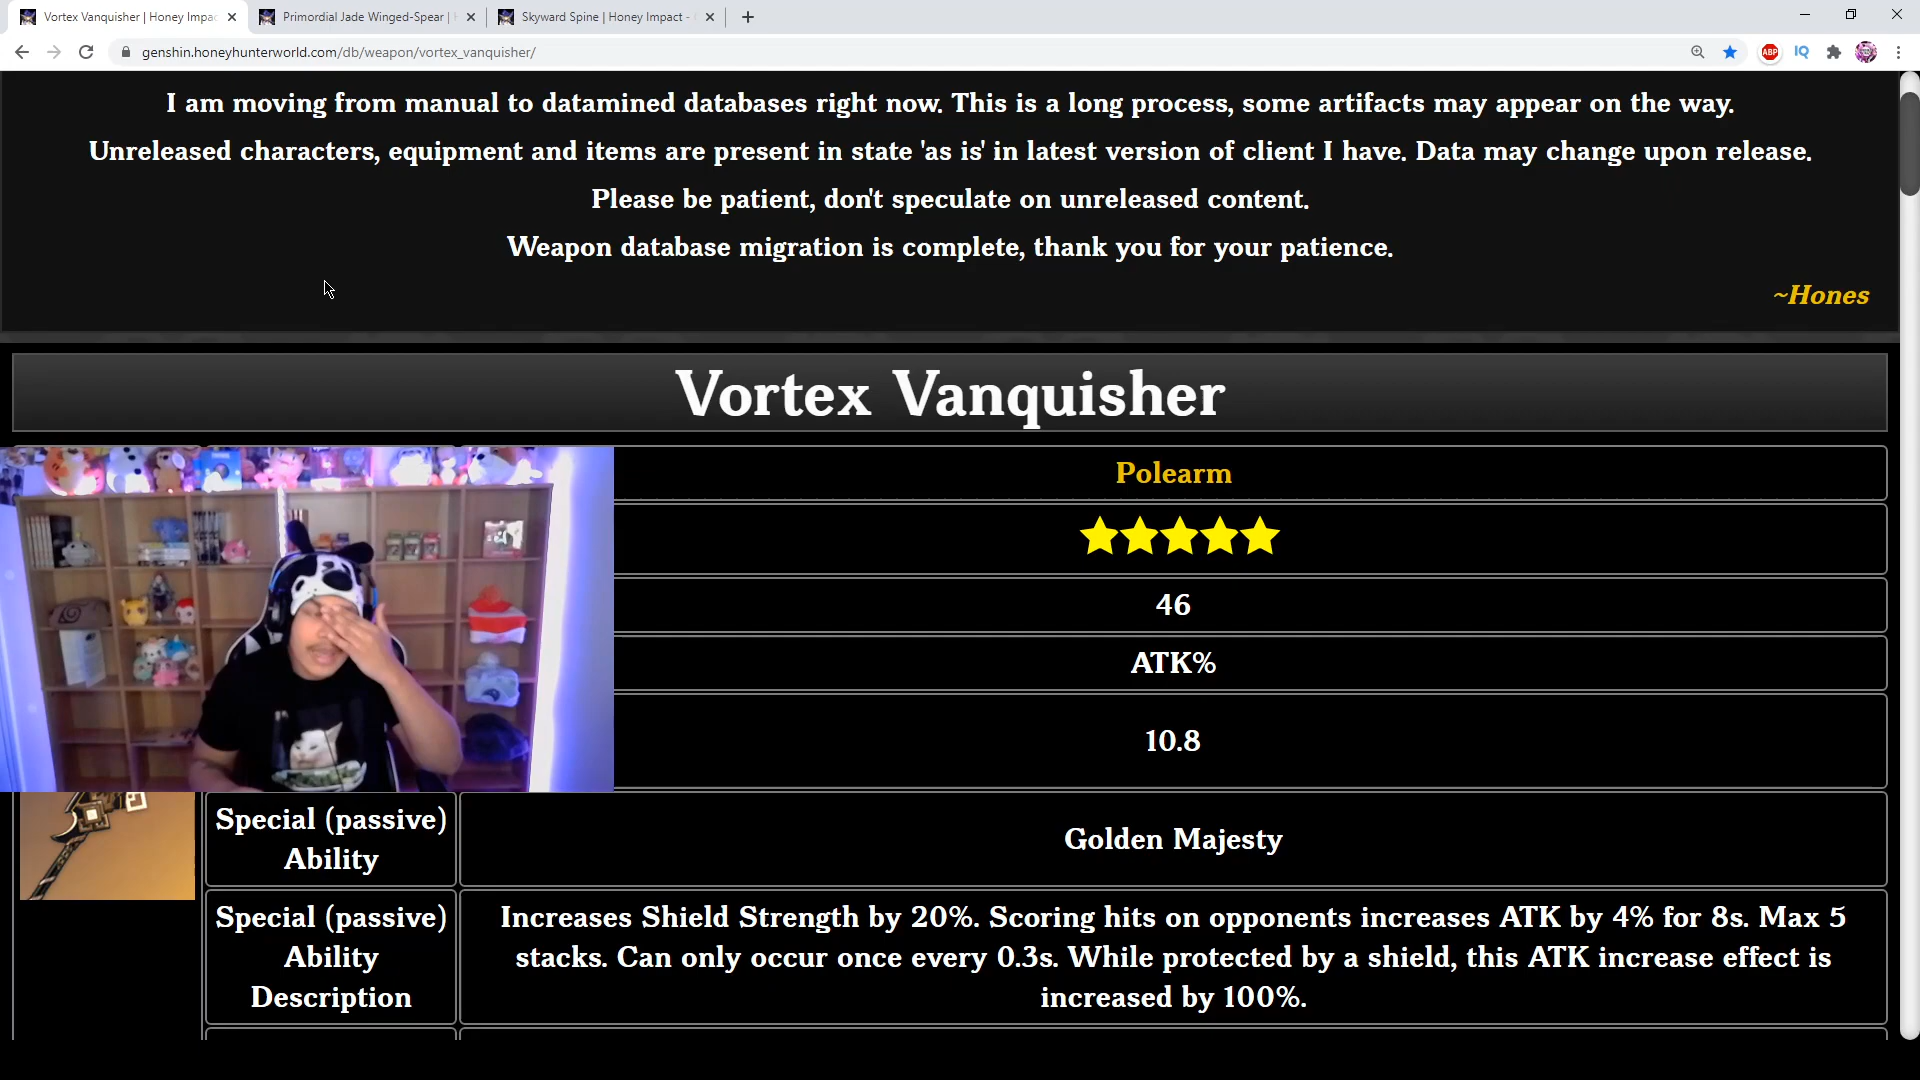 Vortex Vanquisher | Honey Impac
Primordial Jade Winged-Spear |
Skyward Spine | Honey Impact -
genshin.honeyhunterworld.com/db/weapon/vortex_vanquisher/
ABP
IQ
I am moving from manual to datamined databases right now. This is a long process, some artifacts may appear on the way.
Unreleased characters, equipment and items are present in state 'as is' in latest version of client I have. Data may change upon release.
Please be patient, don't speculate on unreleased content.
Weapon database migration is complete, thank you for your patience.
~Hones
Vortex Vanquisher
Polearm
46
ATK%
10.8
Special (passive)
Ability
Golden Majesty
Special (passive)
Ability
Description
Increases Shield Strength by 20%. Scoring hits on opponents increases ATK by 4% for 8s. Max 5
stacks. Can only occur once every 0.3s. While protected by a shield, this ATK increase effect is
increased by 100%.